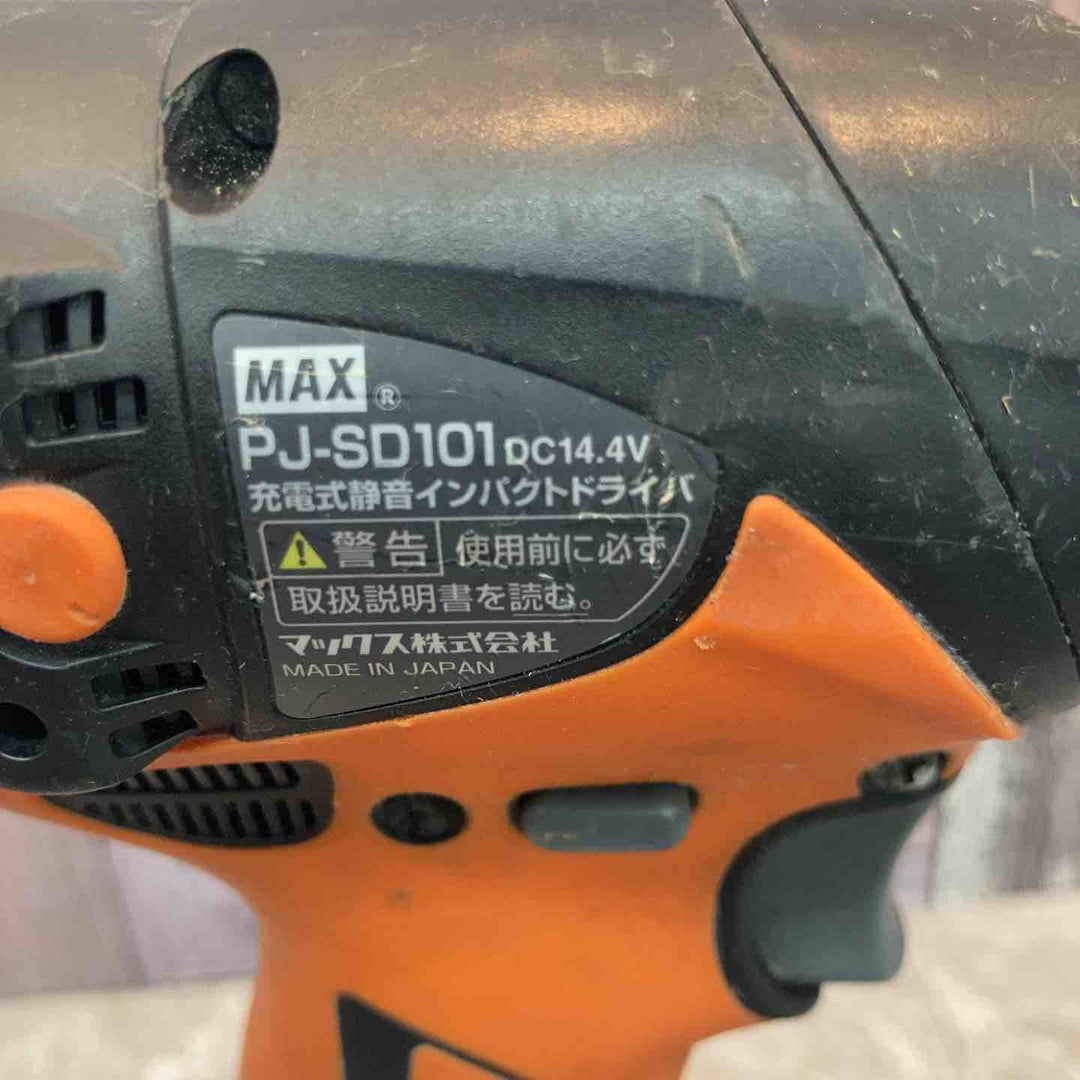 MAX®
PJ-SD101 DC14.4V
充電式静音インパクトドライバ
警告 使用前に必ず
取扱説明書を読む。
マックス株式会社
MADE IN JAPAN